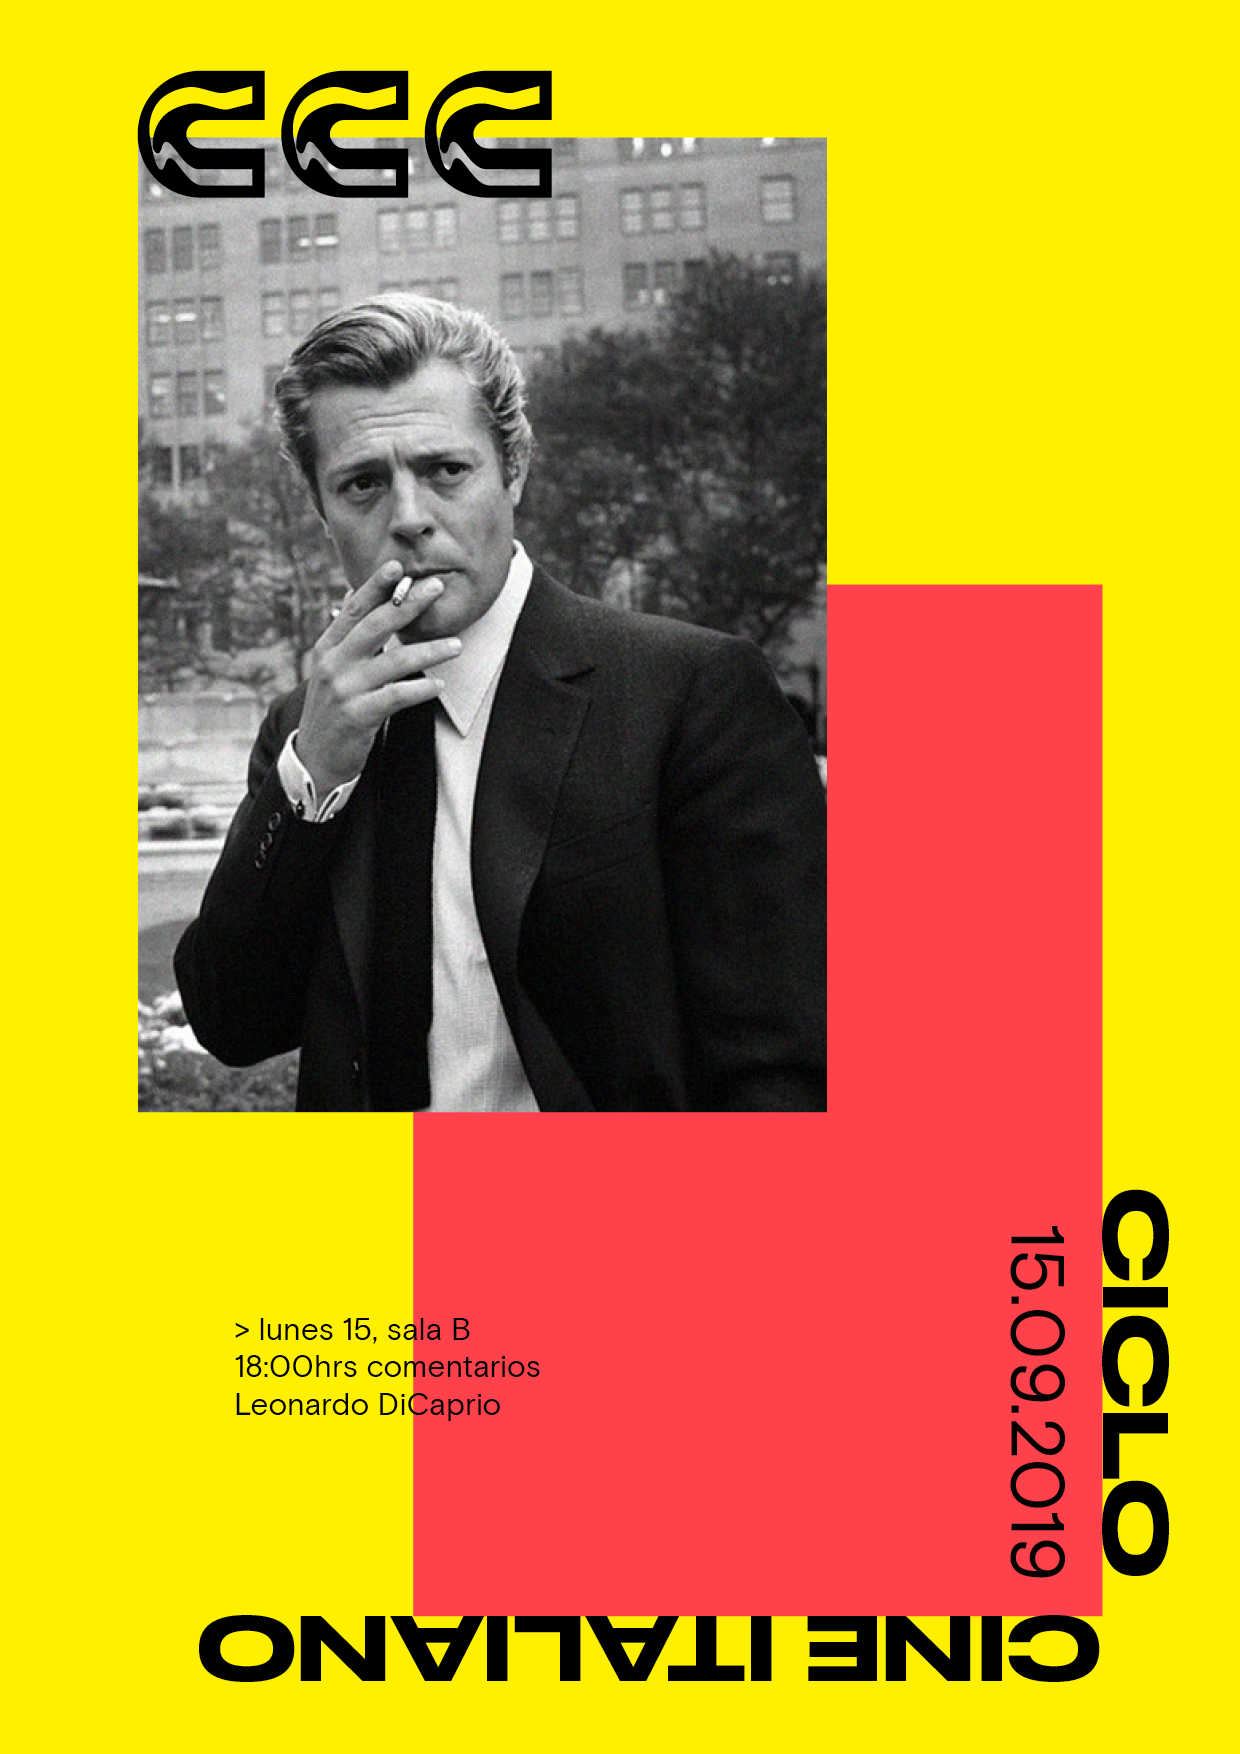 CCC
> lunes 15, sala B
18:00hrs comentarios
Leonardo DiCaprio
15.09.2019
CICLO
CINE ITALIANO